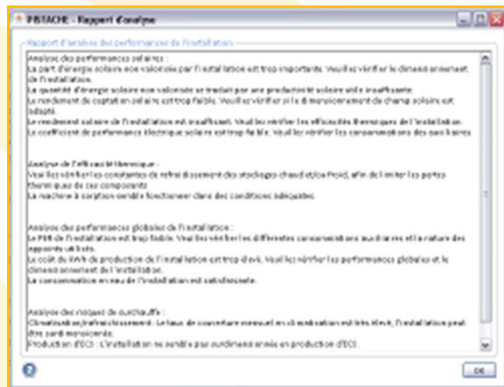 PISTACHE - Rapport d'analyse
Rapport d'analyse des performances de l'installation
Analyse des performances solaires :
La part d'énergie solaire non valorisée par l'installation est trop importante. Veuillez vérifier le dimensionnement
de l'installation.
La quantité d'énergie solaire non valorisée se traduit par une productivité solaire utile insuffisante.
Le rendement de captation solaire est trop faible. Veuillez vérifier si le dimensionnement du champ solaire est
adapté.
Le rendement solaire de l'installation est insuffisant. Veuillez vérifier les efficacités thermiques de l'installation.
Le coefficient de performance électrique solaire est trop faible. Veuillez vérifier les consommations des auxiliaires.
Analyse de l'efficacité thermique :
Veuillez vérifier les constantes de refroidissement des stockages chaud et/ou froid, afin de limiter les pertes
thermiques de ces composants
La machine à sorption semble fonctionner dans des conditions adéquates.
Analyse des performances globales de l'installation :
Le PER de l'installation est trop faible. Veuillez vérifier les différentes consommations auxiliaires et la nature des
appoints utilisés.
Le coût du kWh de production de l'installation est trop élevé. Veuillez vérifier les performances globales et le
dimensionnement de l'installation.
La consommation en eau de l'installation est satisfaisante.
Analyse des risques de surchauffe :
Climatisation/rafraichissement : Le taux de couverture mensuel en climatisation est très élevé, l'installation peut
être surdimensionnée.
Production d'ECS : L'installation ne semble pas surdimensionnée en production d'ECS.
OK